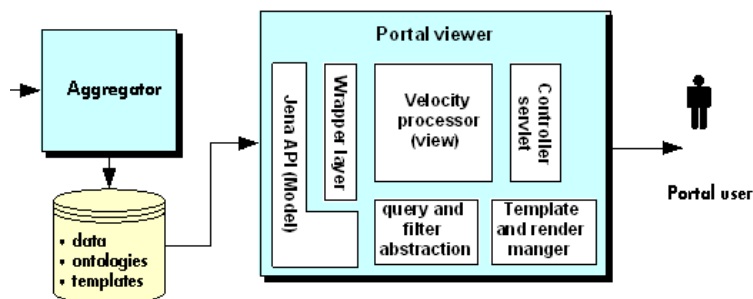 Portal viewer
Aggregator
Jena API (Model)
Wrapper layer
Velocity
processor
(view)
Controller
servlet
query and
filter
abstraction
Template
and render
manger
Portal user
• data
• ontologies
• templates